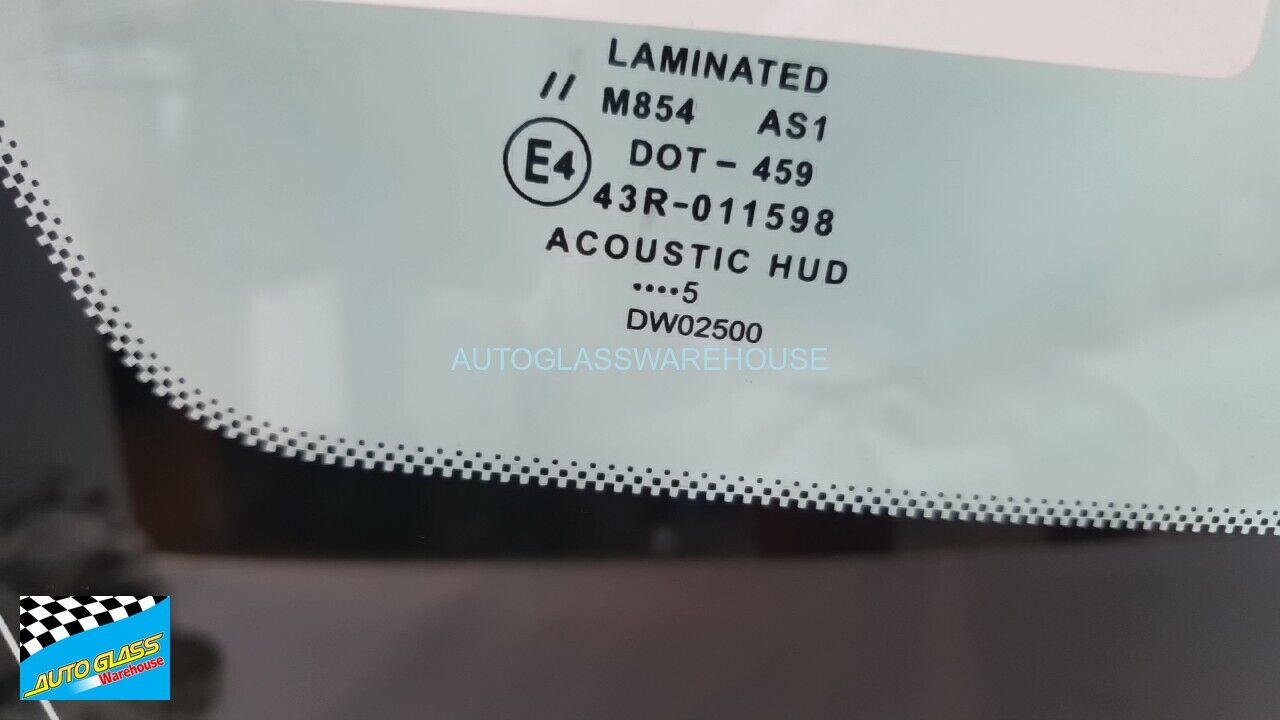 LAMINATED
// M854 AS1
DOT - 459
E4
43R-011598
ACOUSTIC HUD
••••5
DW02500
AUTOGLASSWAREHOUSE
AUTO GLASS
Warehouse